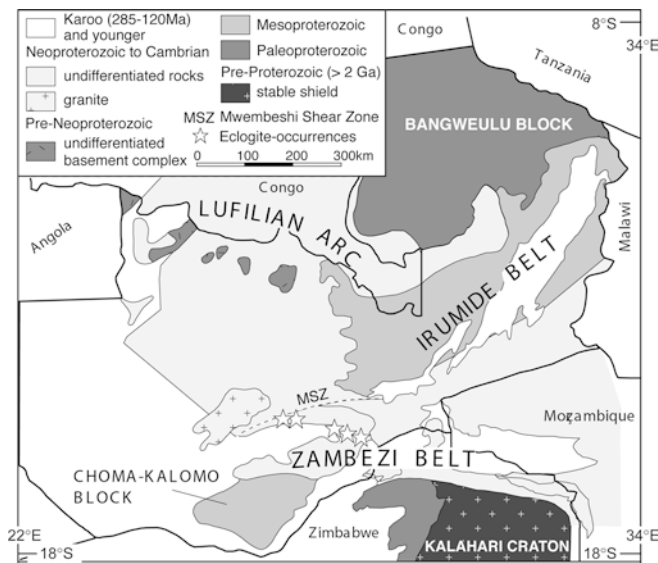 Karoo (285-120Ma)
and younger
Neoproterozoic to Cambrian
undifferentiated rocks
granite
Pre-Neoproterozoic
undifferentiated
basement complex
Mesoproterozoic
Paleoproterozoic
Pre-Proterozoic (> 2 Ga)
stable shield
MSZ Mwembeshi Shear Zone
Eclogite-occurrences
0 100 200 300km
Congo
8°S
34°E
Tanzania
BANGWEULU BLOCK
Congo
LUFILIAN ARC
Angola
Malawi
IRUMIDE BELT
MSZ
Moçambique
ZAMBEZI BELT
CHOMA-KALOMO
BLOCK
Zimbabwe
KALAHARI CRATON
22°E
18°S
34°E
18°S